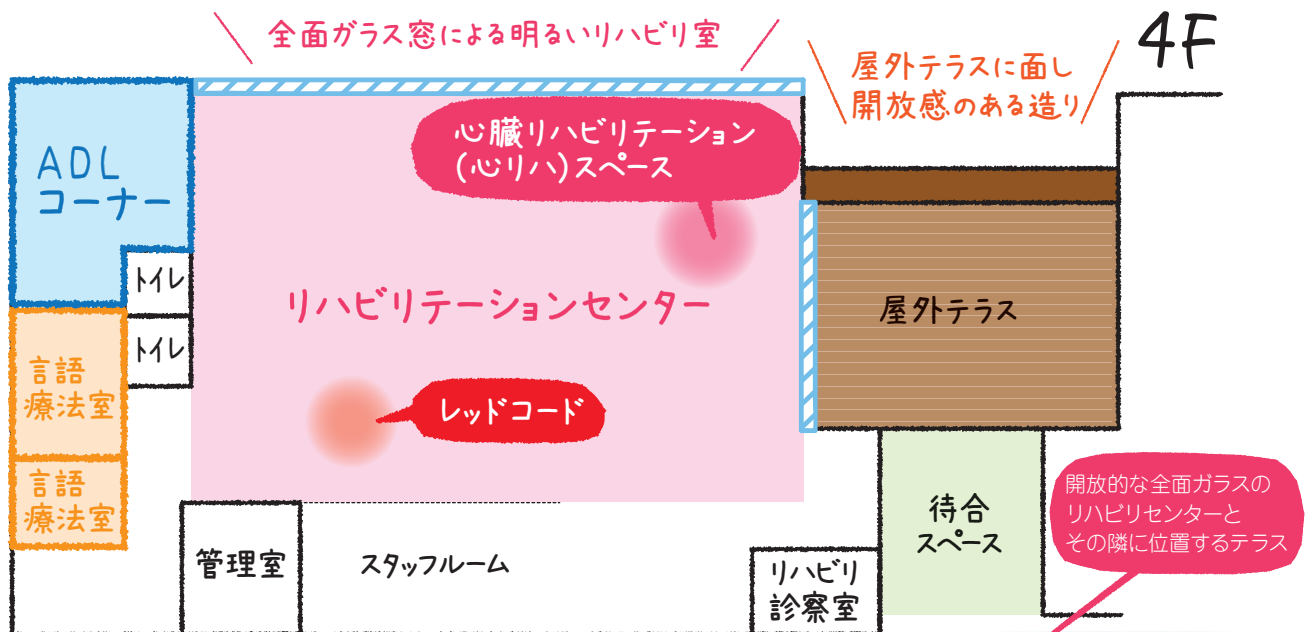 全面ガラス窓による明るいリハビリ室
4F
屋外テラスに面し
開放感のある造り
心臓リハビリテーション
(心リハ)スペース
ADL
コーナー
トイレ
リハビリテーションセンター
屋外テラス
トイレ
言語
療法室
レッドコード
言語
療法室
開放的な全面ガラスの
リハビリセンターと
その隣に位置するテラス
待合
スペース
管理室
スタッフルーム
リハビリ
診察室